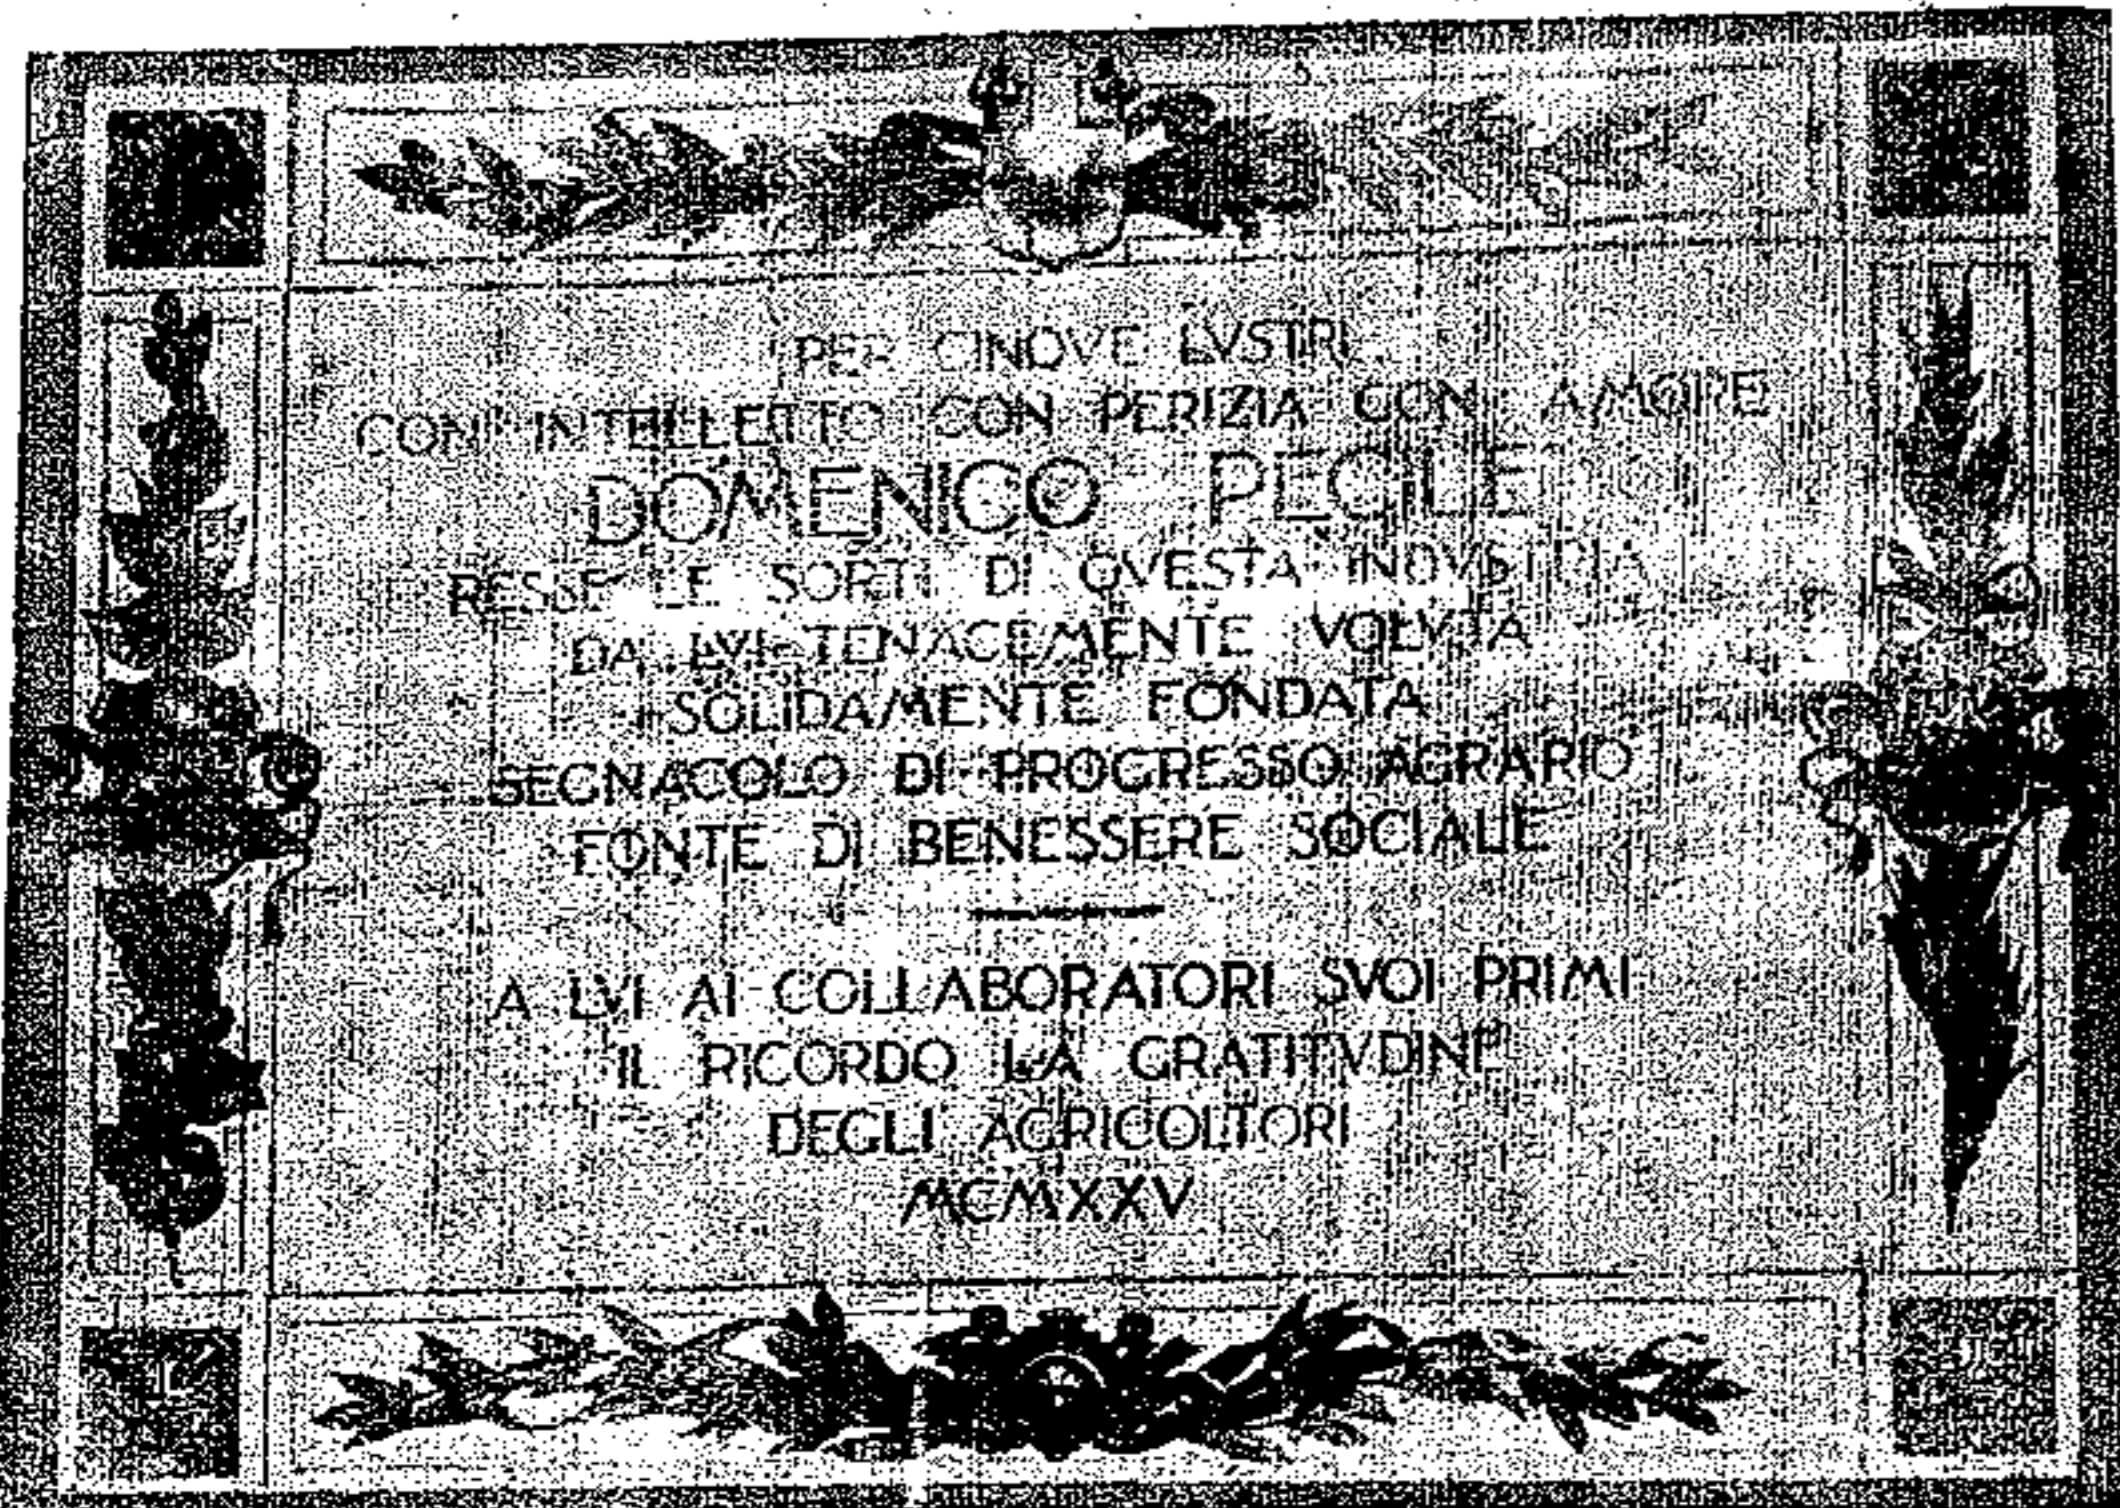 PER CINQVE LVSTRI
CON INTELLETTO CON PERIZIA CON AMORE
DOMENICO PECILE
RESSE LE SORTI DI QVESTA INDVSTRIA
DA LVI TENACEMENTE VOLVTA
SOLIDAMENTE FONDATA
SEGNACOLO DI PROGRESSO AGRARIO
FONTE DI BENESSERE SOCIALE
A LVI AI COLLABORATORI SVOI PRIMI
IL RICORDO LA GRATITVDINE
DEGLI AGRICOLTORI
MCMXXV